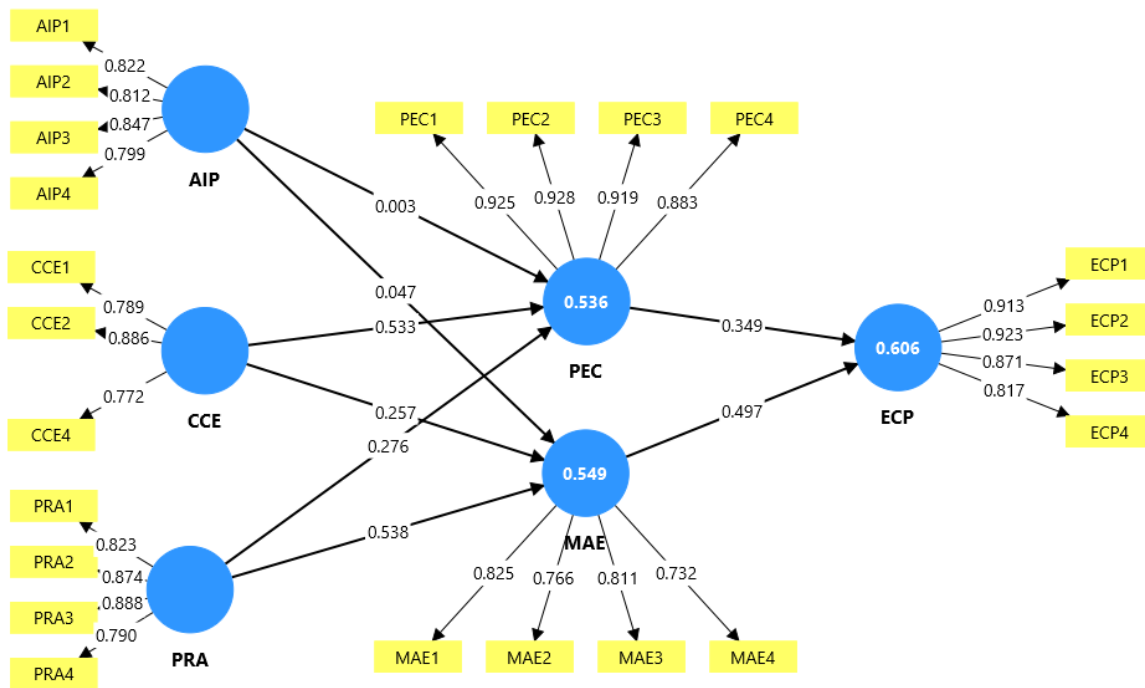 AIP1
0.822
AIP2
0.812
AIP3
0.847
AIP4
0.799
AIP
CCE1
0.789
CCE2
0.886
CCE4
0.772
CCE
PRA1
0.823
PRA2
0.874
PRA3
0.888
PRA4
0.790
PRA
0.003
0.047
0.533
0.257
0.276
0.538
PEC1
PEC2
PEC3
PEC4
0.925
0.928
0.919
0.883
0.536
PEC
0.549
MAE
0.825
0.766
0.811
0.732
MAE1
MAE2
MAE3
MAE4
0.349
0.497
0.606
ECP
ECP1
0.913
ECP2
0.923
ECP3
0.871
ECP4
0.817